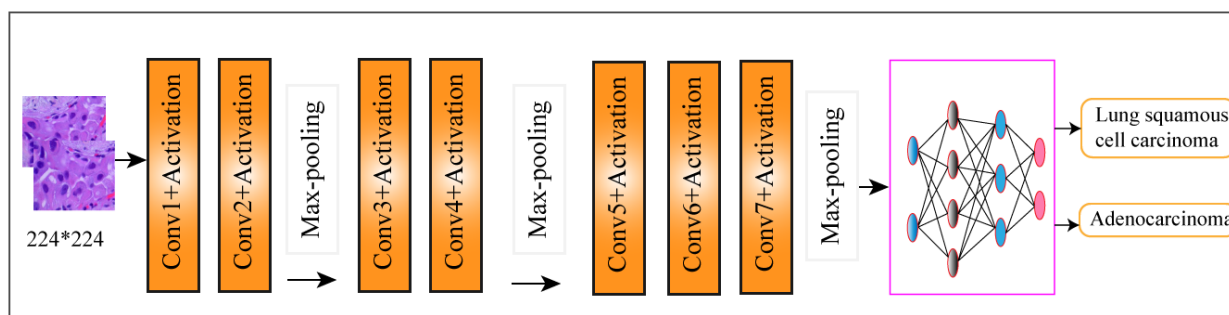 224*224
Conv1+Activation
Conv2+Activation
Max-pooling
Conv3+Activation
Conv4+Activation
Max-pooling
Conv5+Activation
Conv6+Activation
Conv7+Activation
Max-pooling
Lung squamous
cell carcinoma
Adenocarcinoma